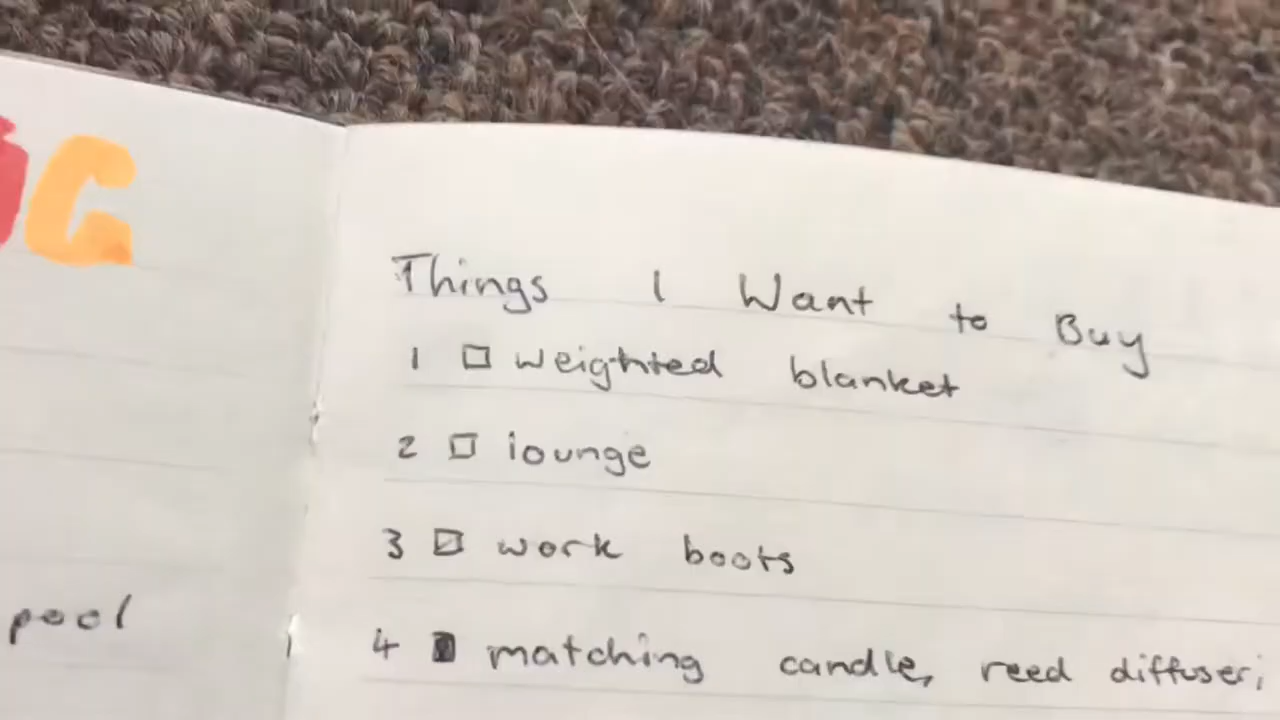 G
pool
Things I Want to Buy
1 □ weighted blanket
2 □ lounge
3 ☑ work boots
4 ■ matching candle, reed diffuser;